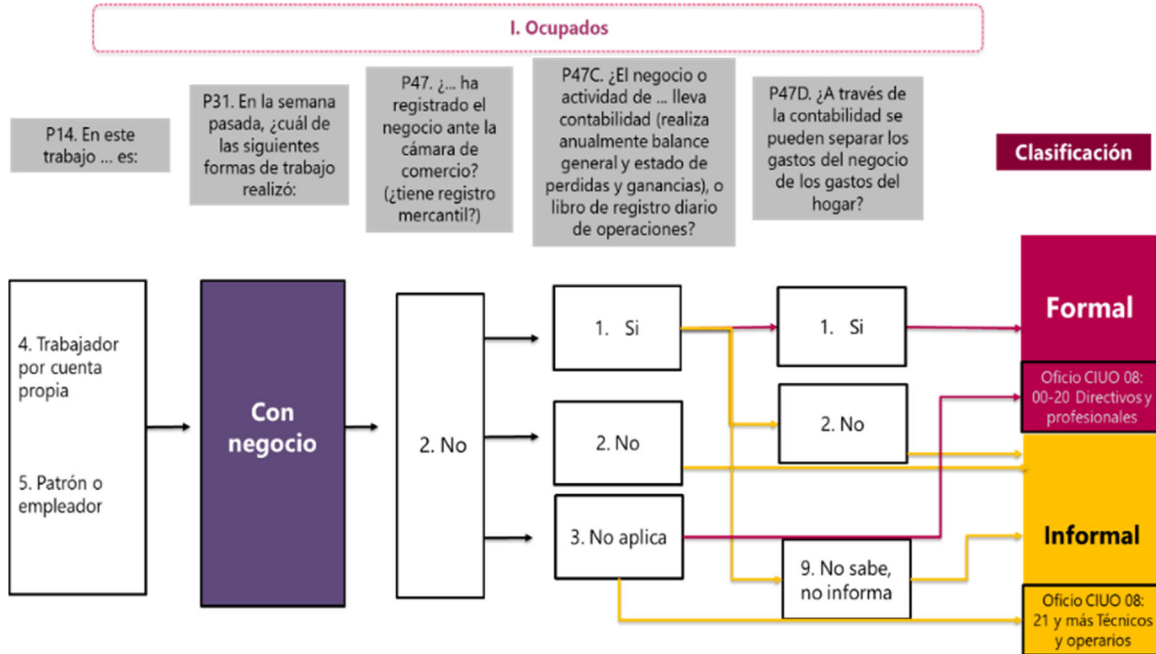 I. Ocupados
P14. En este
trabajo ... es:
P31. En la semana
pasada, ¿cuál de
las siguientes
formas de trabajo
realizó:
P47. ¿... ha
registrado el
negocio ante la
cámara de
comercio?
(¿tiene registro
mercantil?)
P47C. ¿El negocio o
actividad de ... lleva
contabilidad (realiza
anualmente balance
general y estado de
perdidas y ganancias), o
libro de registro diario
de operaciones?
P47D. ¿A través de
la contabilidad se
pueden separar los
gastos del negocio
de los gastos del
hogar?
Clasificación
4. Trabajador
por cuenta
propia
5. Patrón o
empleador
Con
negocio
2. No
1. Si
2. No
3. No aplica
1. Si
2. No
9. No sabe,
no informa
Formal
Oficio CIUO 08:
00-20 Directivos y
profesionales
Informal
Oficio CIUO 08:
21 y más Técnicos
y operarios